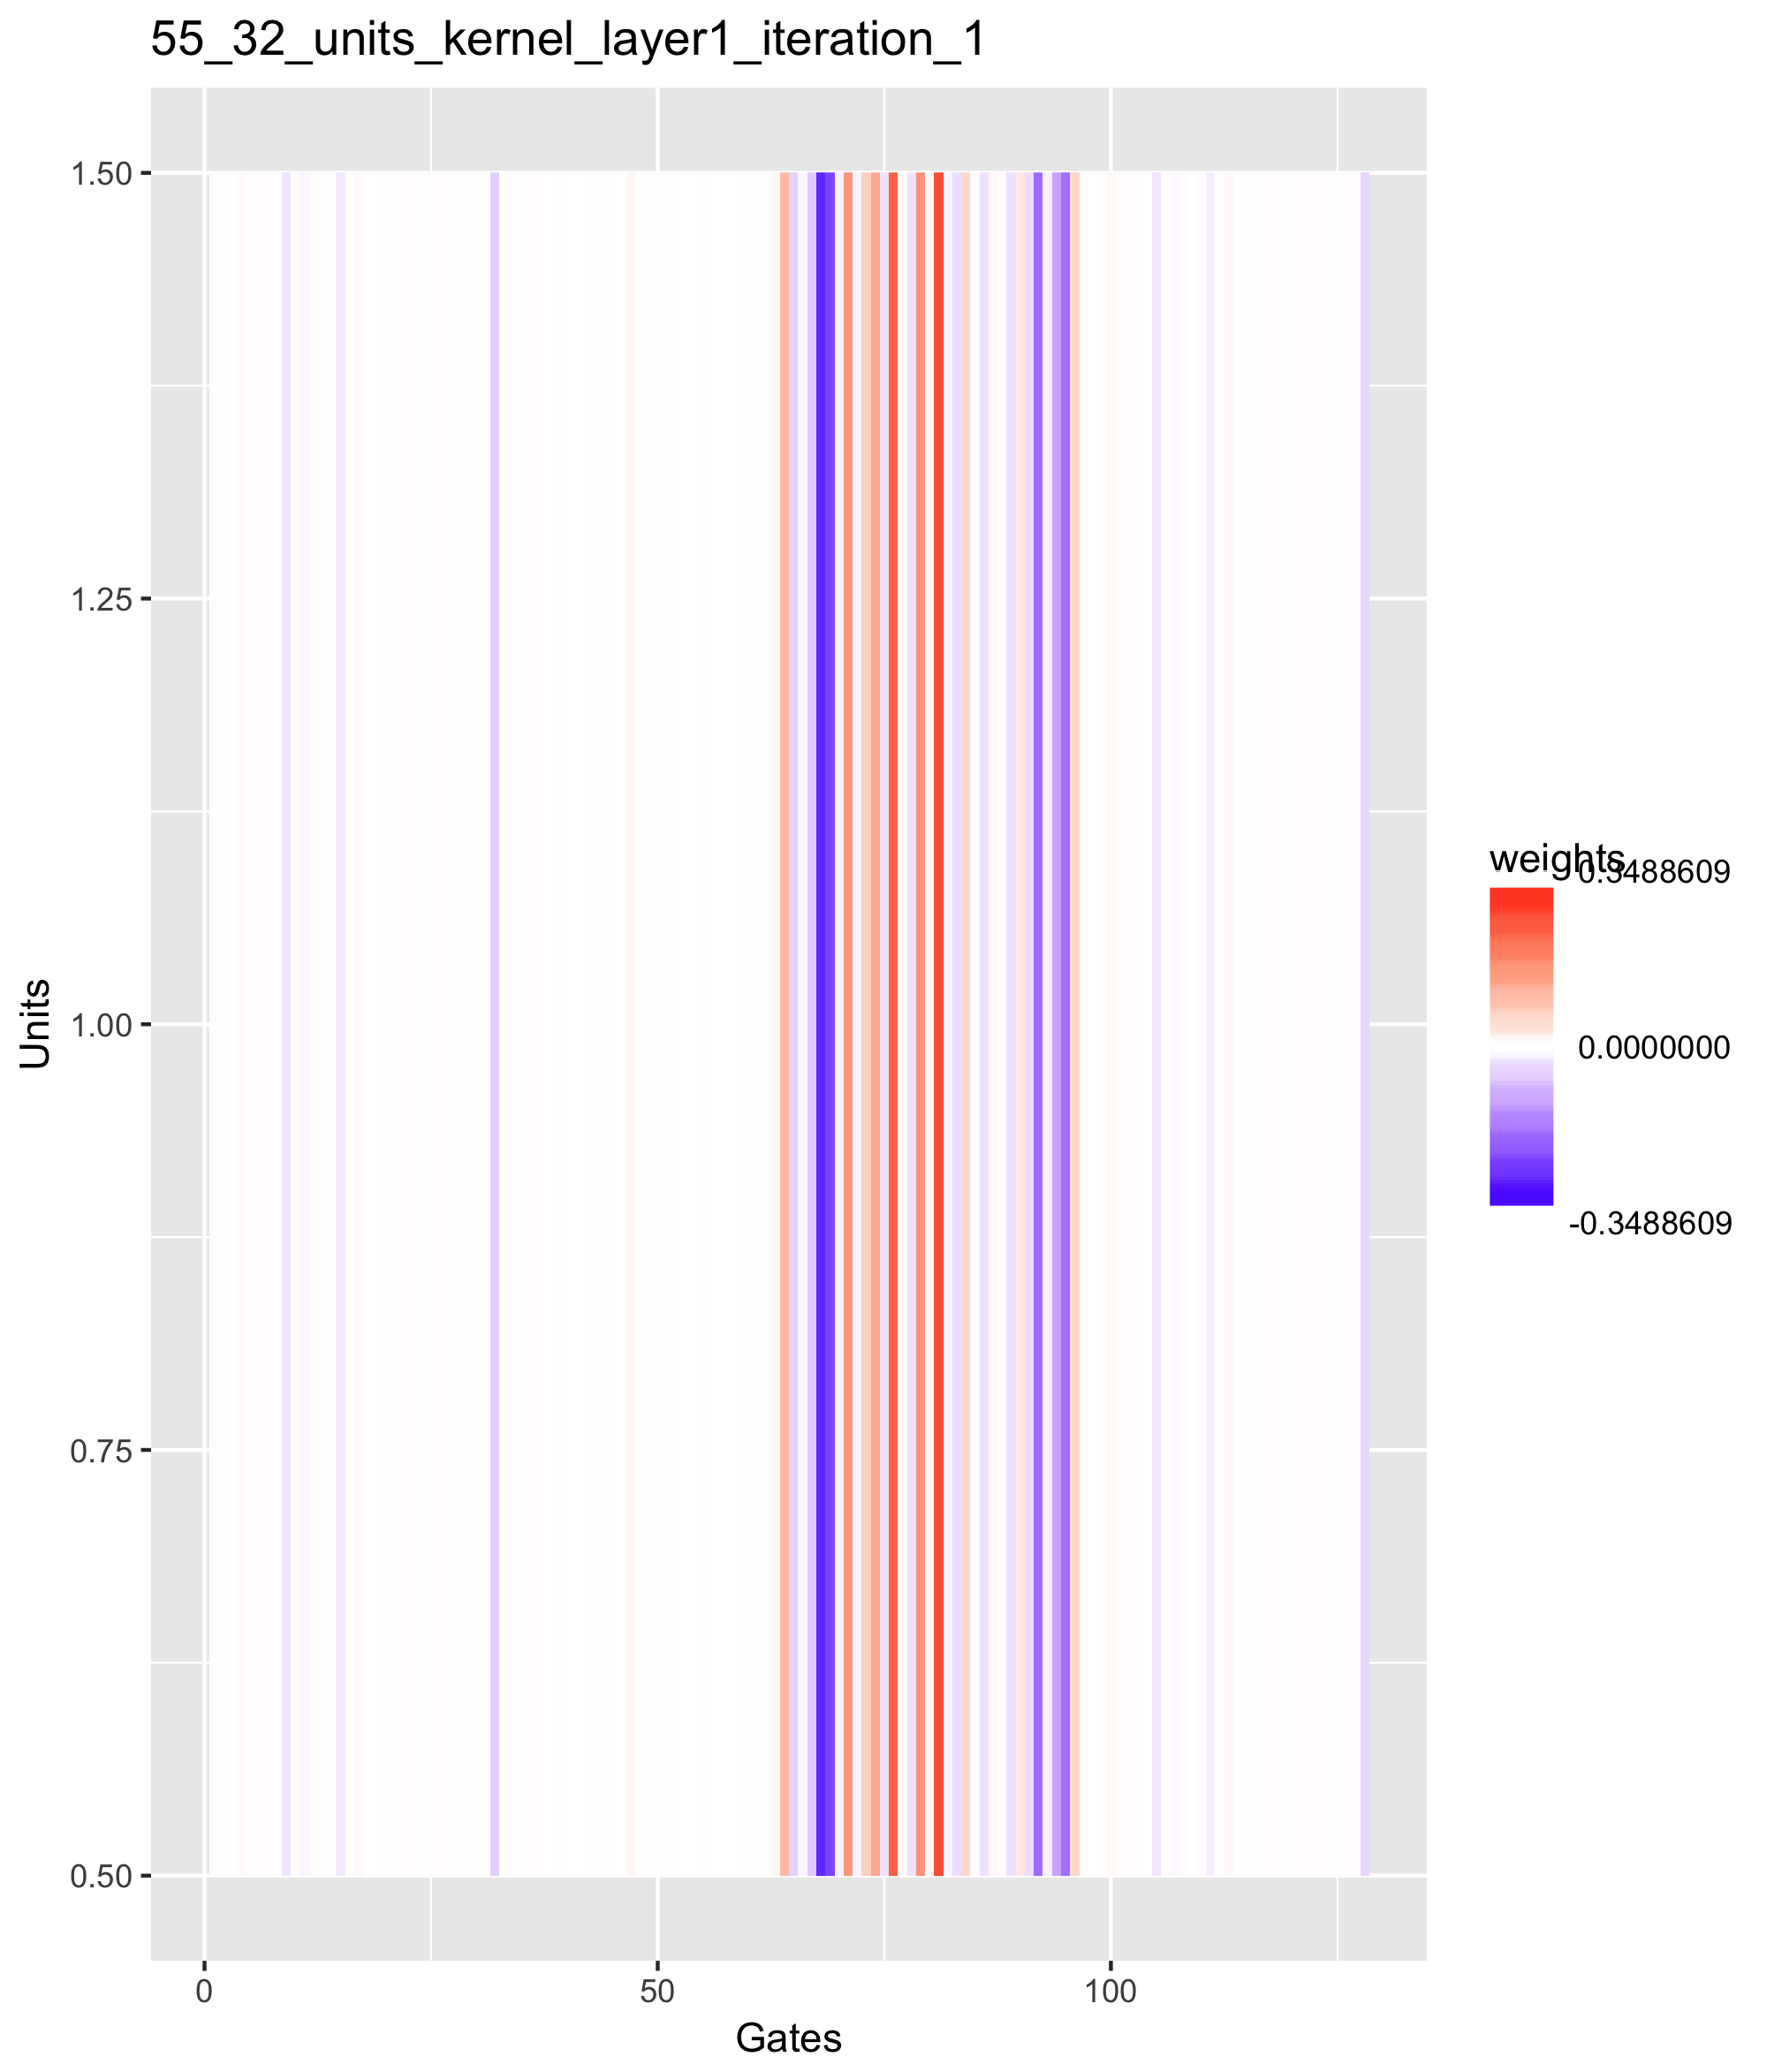 55_32_units_kernel_layer1_iteration_1
1.50
1.25
1.00
0.75
0.50
Units
0
50
100
Gates
weights
0.3488609
0.0000000
-0.3488609